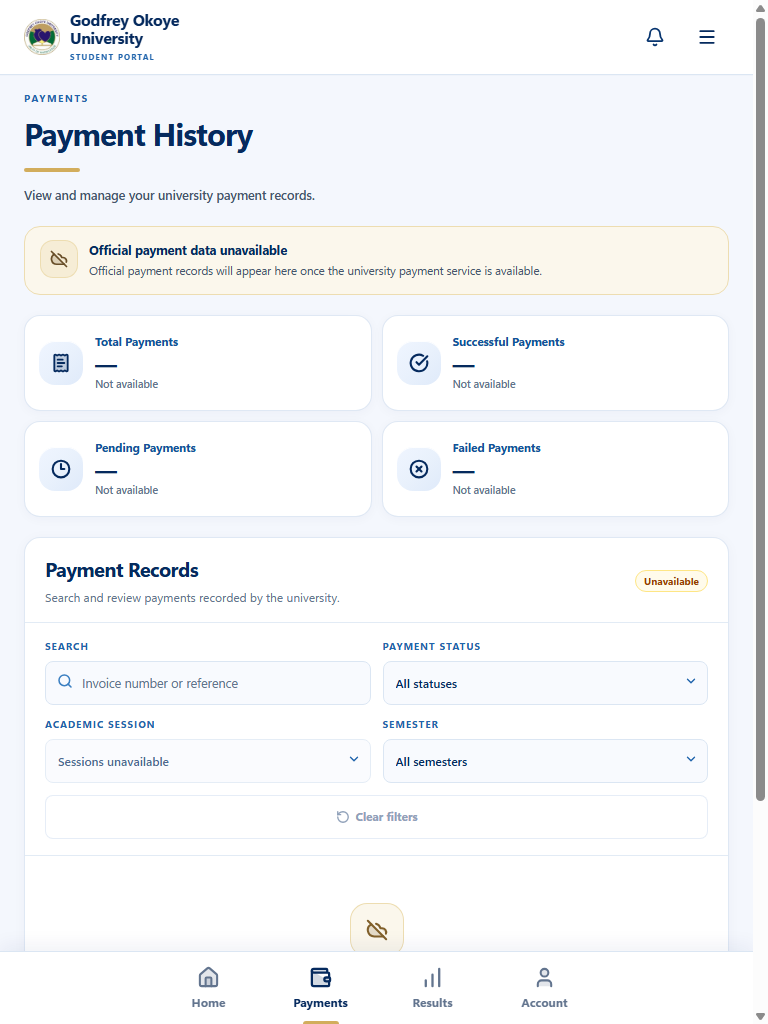 Godfrey Okoye
University
STUDENT PORTAL
PAYMENTS
Payment History
View and manage your university payment records.
Official payment data unavailable
Official payment records will appear here once the university payment service is available.
Total Payments
—
Not available
Successful Payments
—
Not available
Pending Payments
—
Not available
Failed Payments
—
Not available
Payment Records
Search and review payments recorded by the university.
Unavailable
SEARCH
Invoice number or reference
PAYMENT STATUS
All statuses
ACADEMIC SESSION
Sessions unavailable
SEMESTER
All semesters
Clear filters
Home
Payments
Results
Account